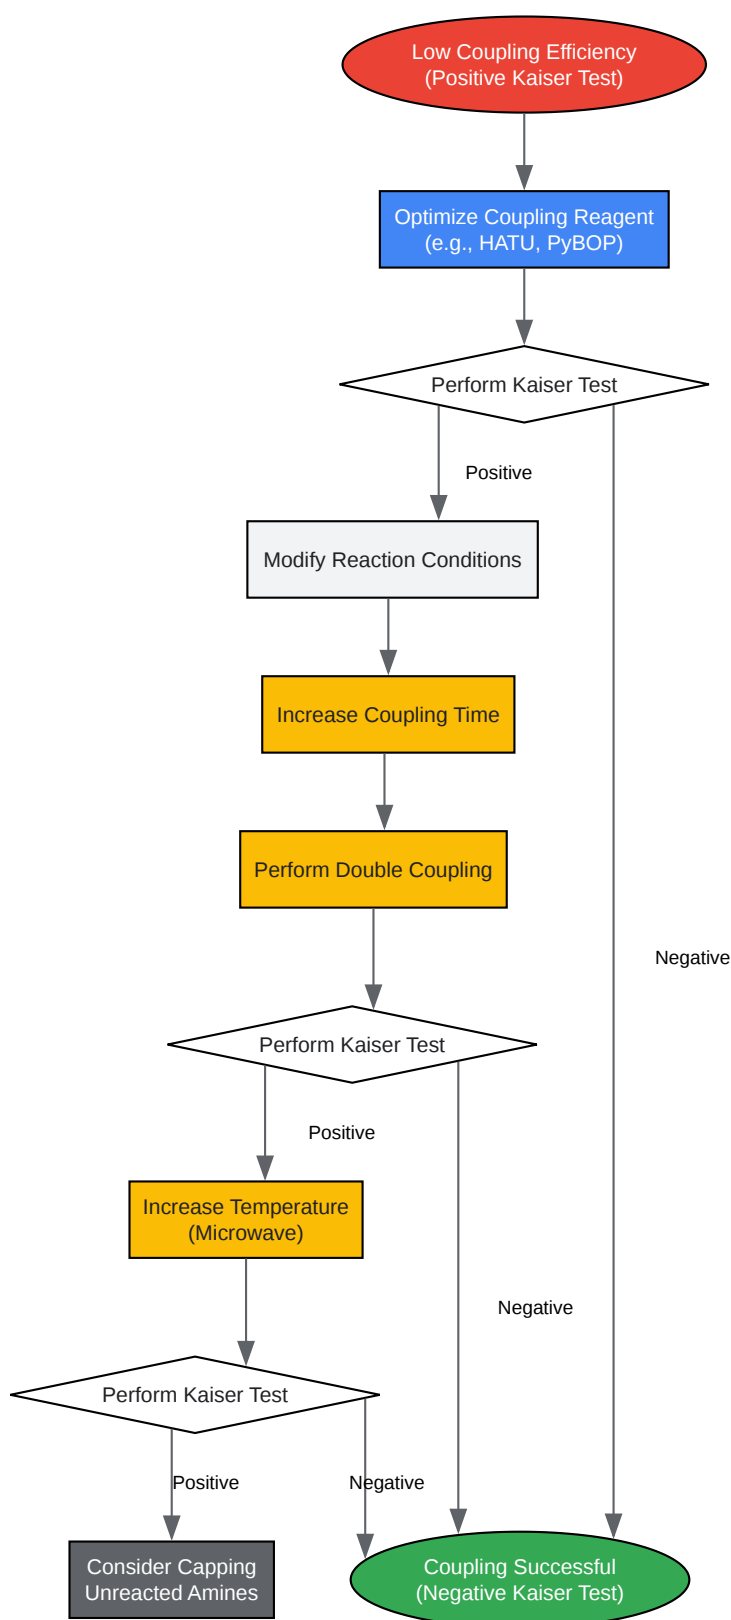 Low Coupling Efficiency
(Positive Kaiser Test)
Optimize Coupling Reagent
(e.g., HATU, PyBOP)
Perform Kaiser Test
Positive
Modify Reaction Conditions
Increase Coupling Time
Perform Double Coupling
Negative
Perform Kaiser Test
Positive
Increase Temperature
(Microwave)
Negative
Perform Kaiser Test
Positive
Negative
Consider Capping
Unreacted Amines
Coupling Successful
(Negative Kaiser Test)